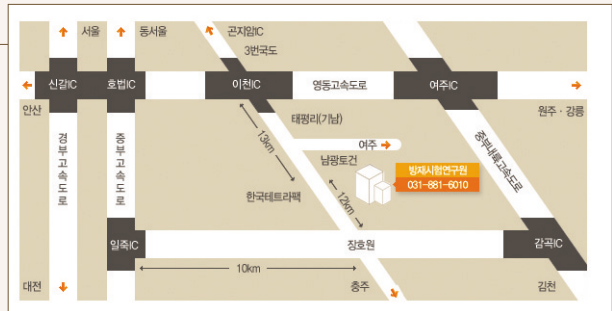 서울
동서울
곤지암IC
3번국도
신갈IC
호법IC
이천IC
영동고속도로
여주IC
안산
원주 · 강릉
태평리(기남)
13km
여주
남광토건
방재시험연구원
031-881-6010
경부고속도로
중부고속도로
중부내륙고속도로
한국테트라팩
12km
일죽IC
장호원
감곡IC
10km
대전
충주
김천